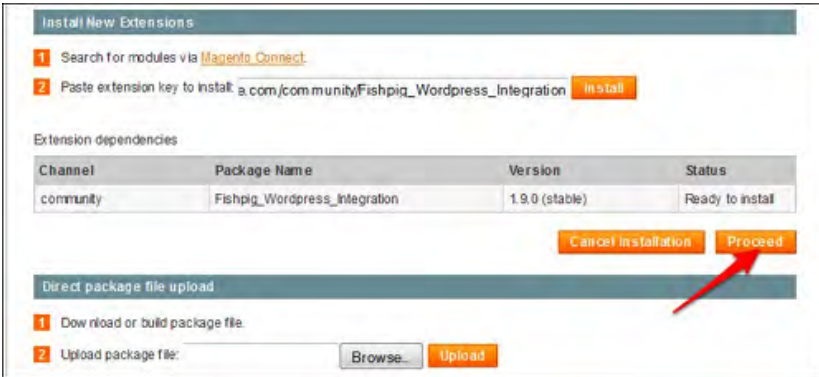 Install New Extensions
1 Search for modules via Magento Connect.
2 Paste extension key to install: e.com/community/Fishpig_Wordpress_Integration Install
Extension dependencies
Channel Package Name Version Status
community Fishpig_Wordpress_Integration 1.9.0 (stable) Ready to install
Cancel installation Proceed
Direct package file upload
1 Download or build package file.
2 Upload package file: Browse... Upload